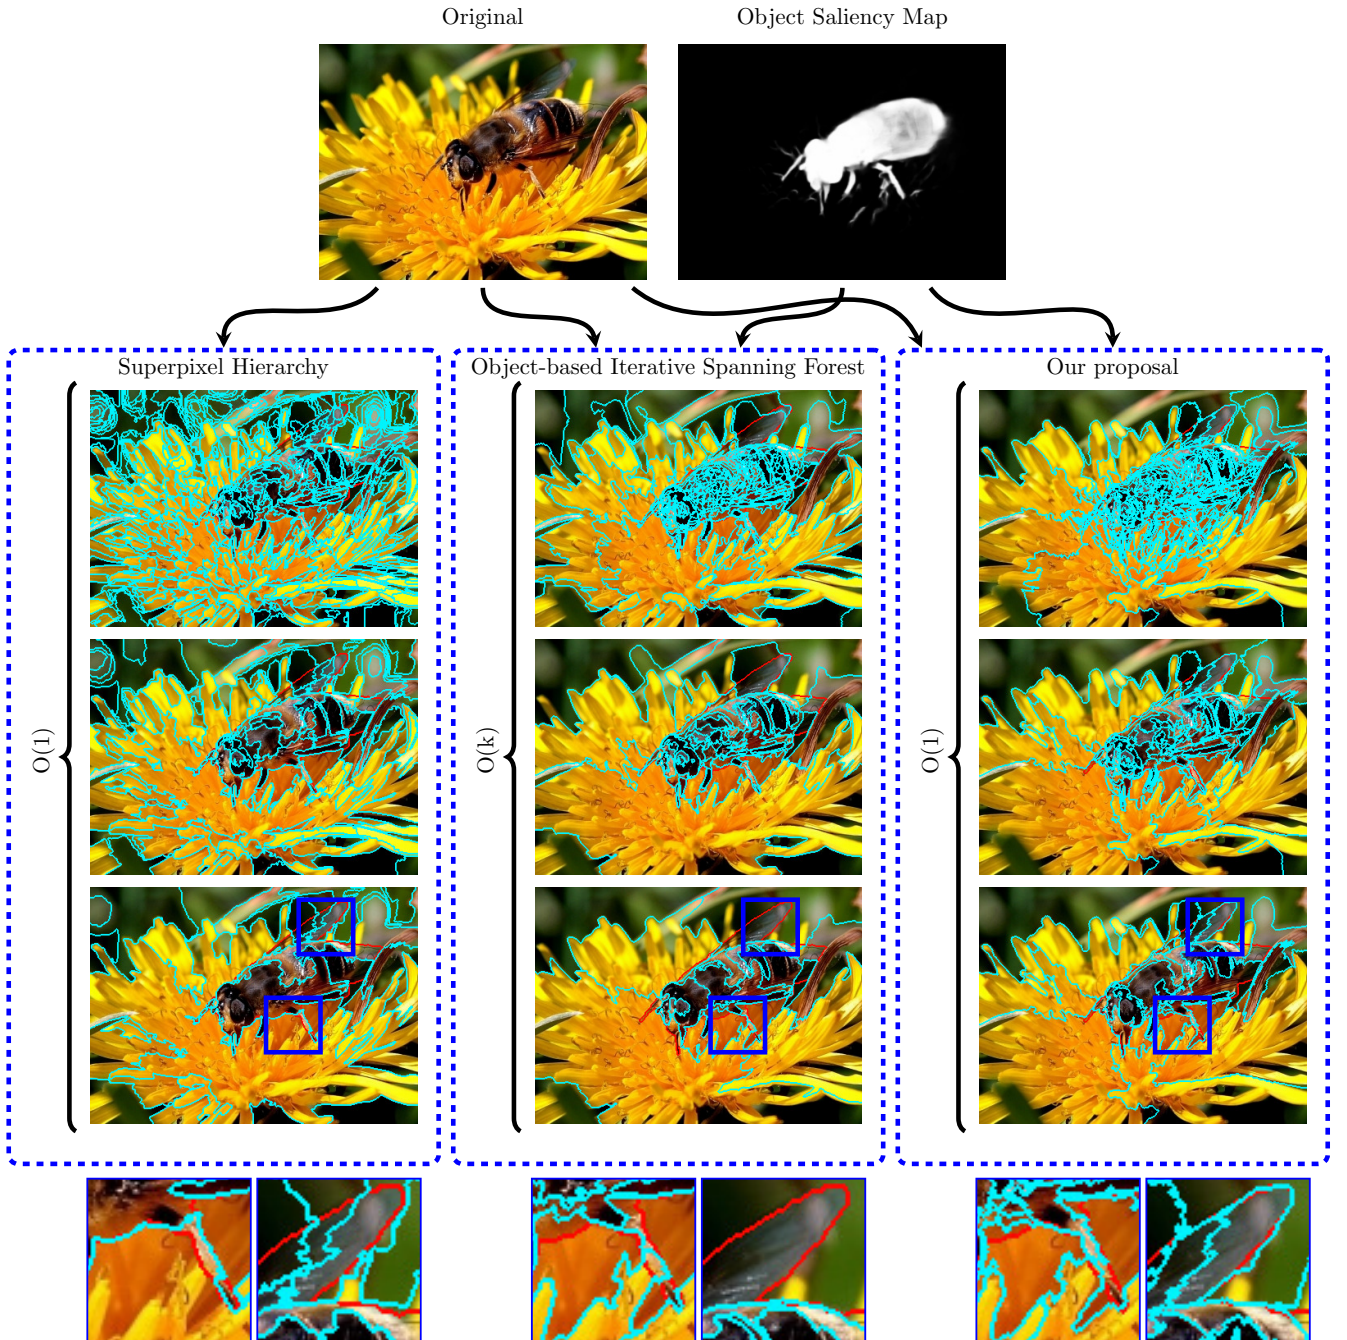 Original
Object Saliency Map
Superpixel Hierarchy
Object-based Iterative Spanning Forest
Our proposal
O(1)
O(k)
O(1)